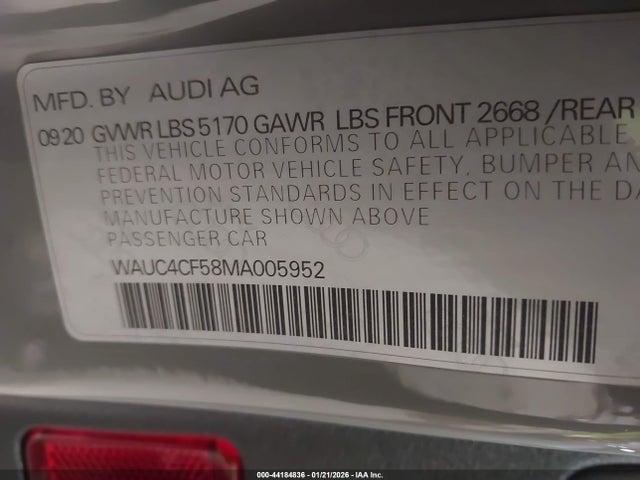 MFD. BY AUDI AG
09 20 GVWR LBS 5170 GAWR LBS FRONT 2668 / REAR
THIS VEHICLE CONFORMS TO ALL APPLICABLE
FEDERAL MOTOR VEHICLE SAFETY, BUMPER AN
PREVENTION STANDARDS IN EFFECT ON THE DA
MANUFACTURE SHOWN ABOVE
PASSENGER CAR
WAUC4CF58MA005952
000-44184836 - 01/21/2026 - © IAA Inc.